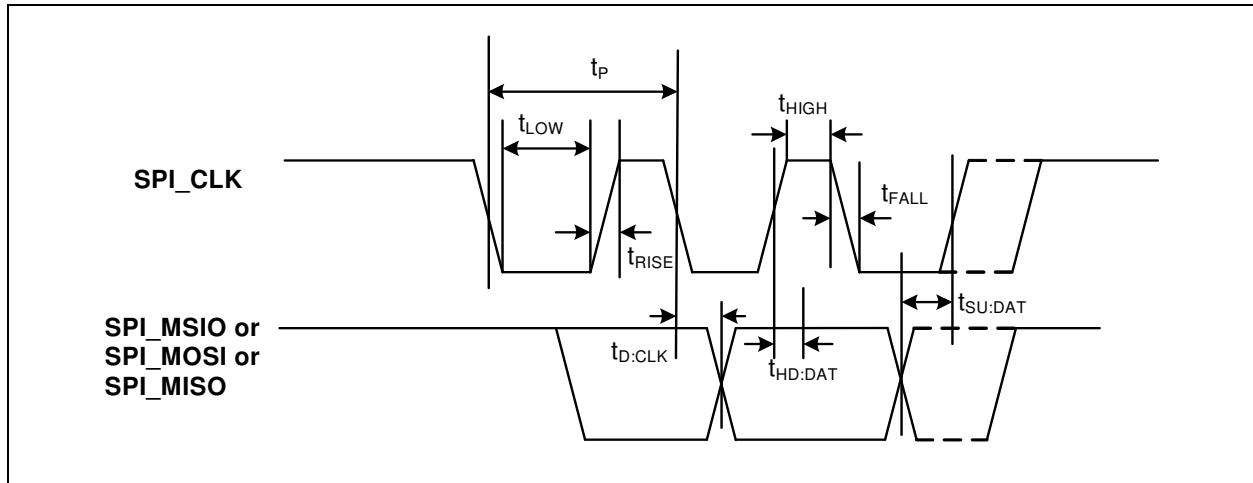 tP
tHIGH
tLOW
SPI_CLK
tFALL
tRISE
tSU:DAT
SPI_MSIO or
SPI_MOSI or
SPI_MISO
tD:CLK
tHD:DAT